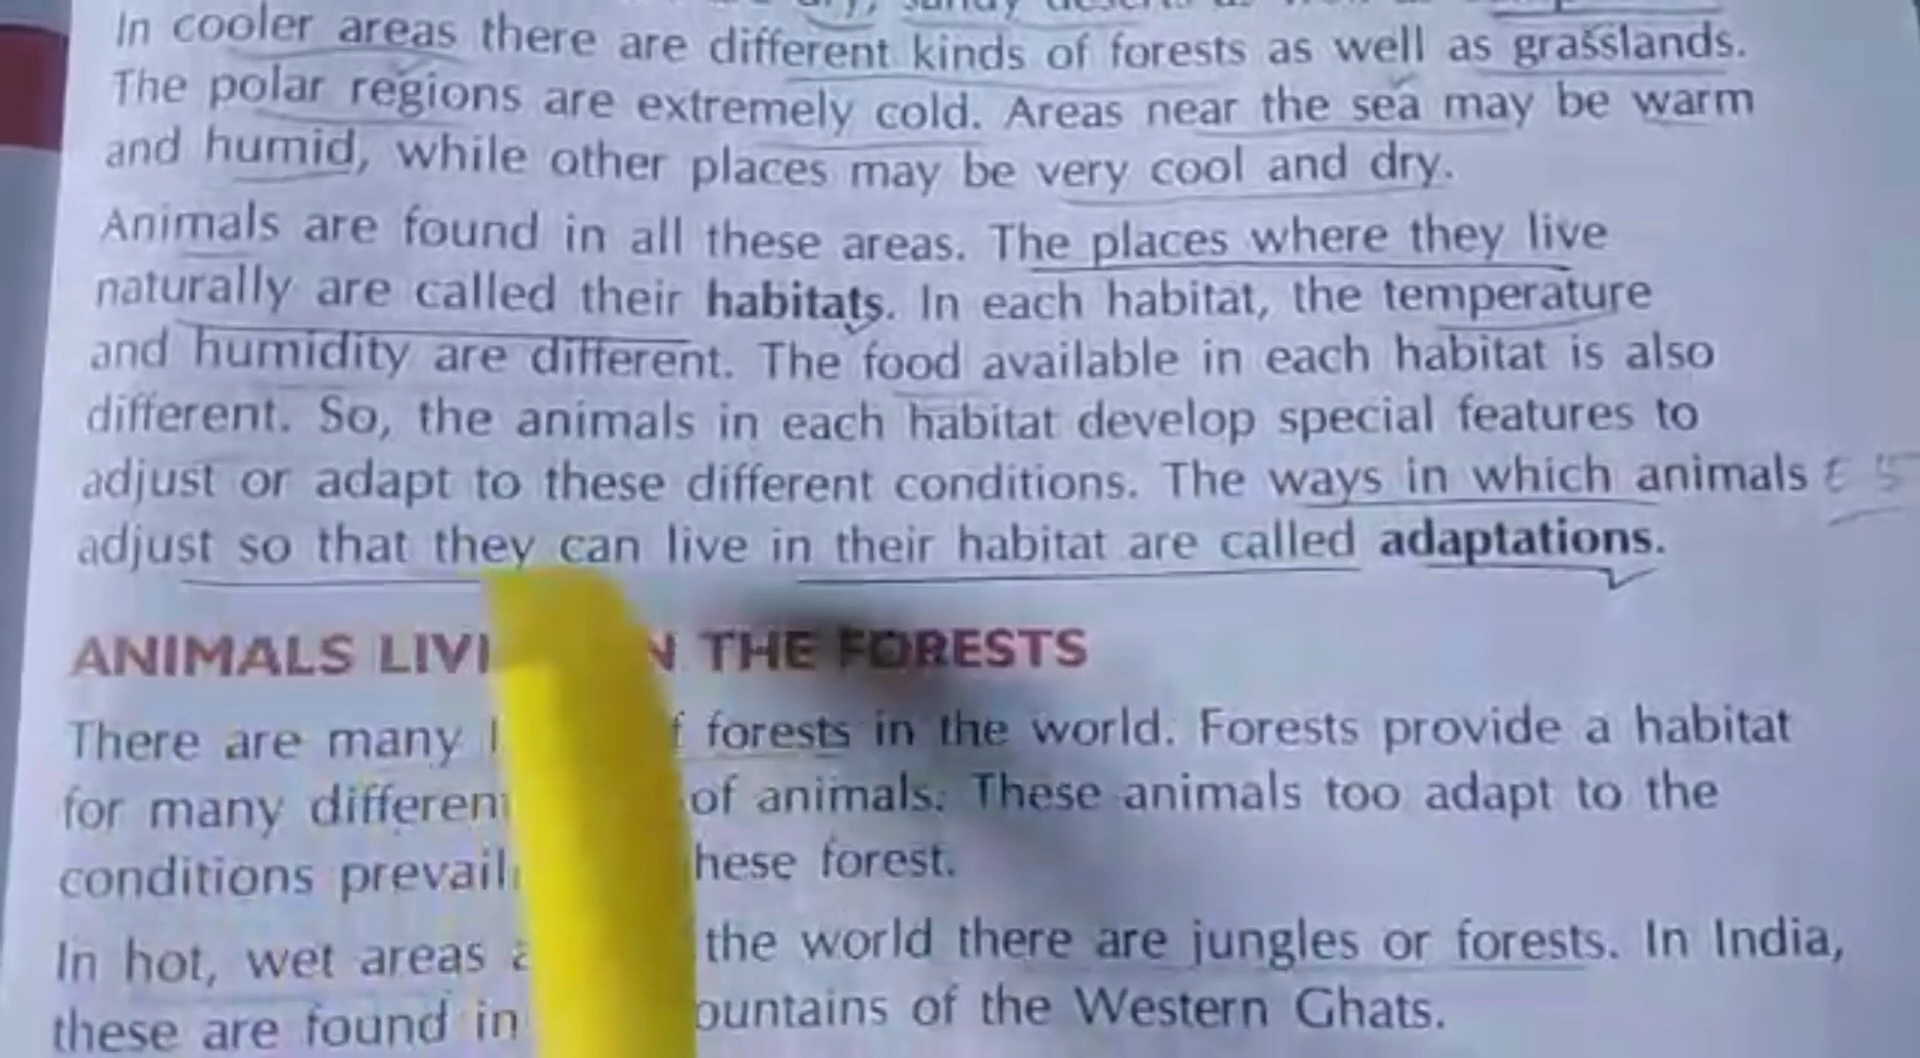 In cooler areas there are different kinds of forests as well as grasslands.
The polar regions are extremely cold. Areas near the sea may be warm
and humid, while other places may be very cool and dry.
Animals are found in all these areas. The places where they live
naturally are called their habitats. In each habitat, the temperature
and humidity are different. The food available in each habitat is also
different. So, the animals in each habitat develop special features to
adjust or adapt to these different conditions. The ways in which animals
adjust so that they can live in their habitat are called adaptations.
ANIMALS THE FORESTS
There are many forests in the world. Forests provide a habitat
for many different of animals. These animals too adapt to the
conditions these forest.
In hot, wet areas the world there are jungles or forests. In India,
these are found in of the Western Ghats.